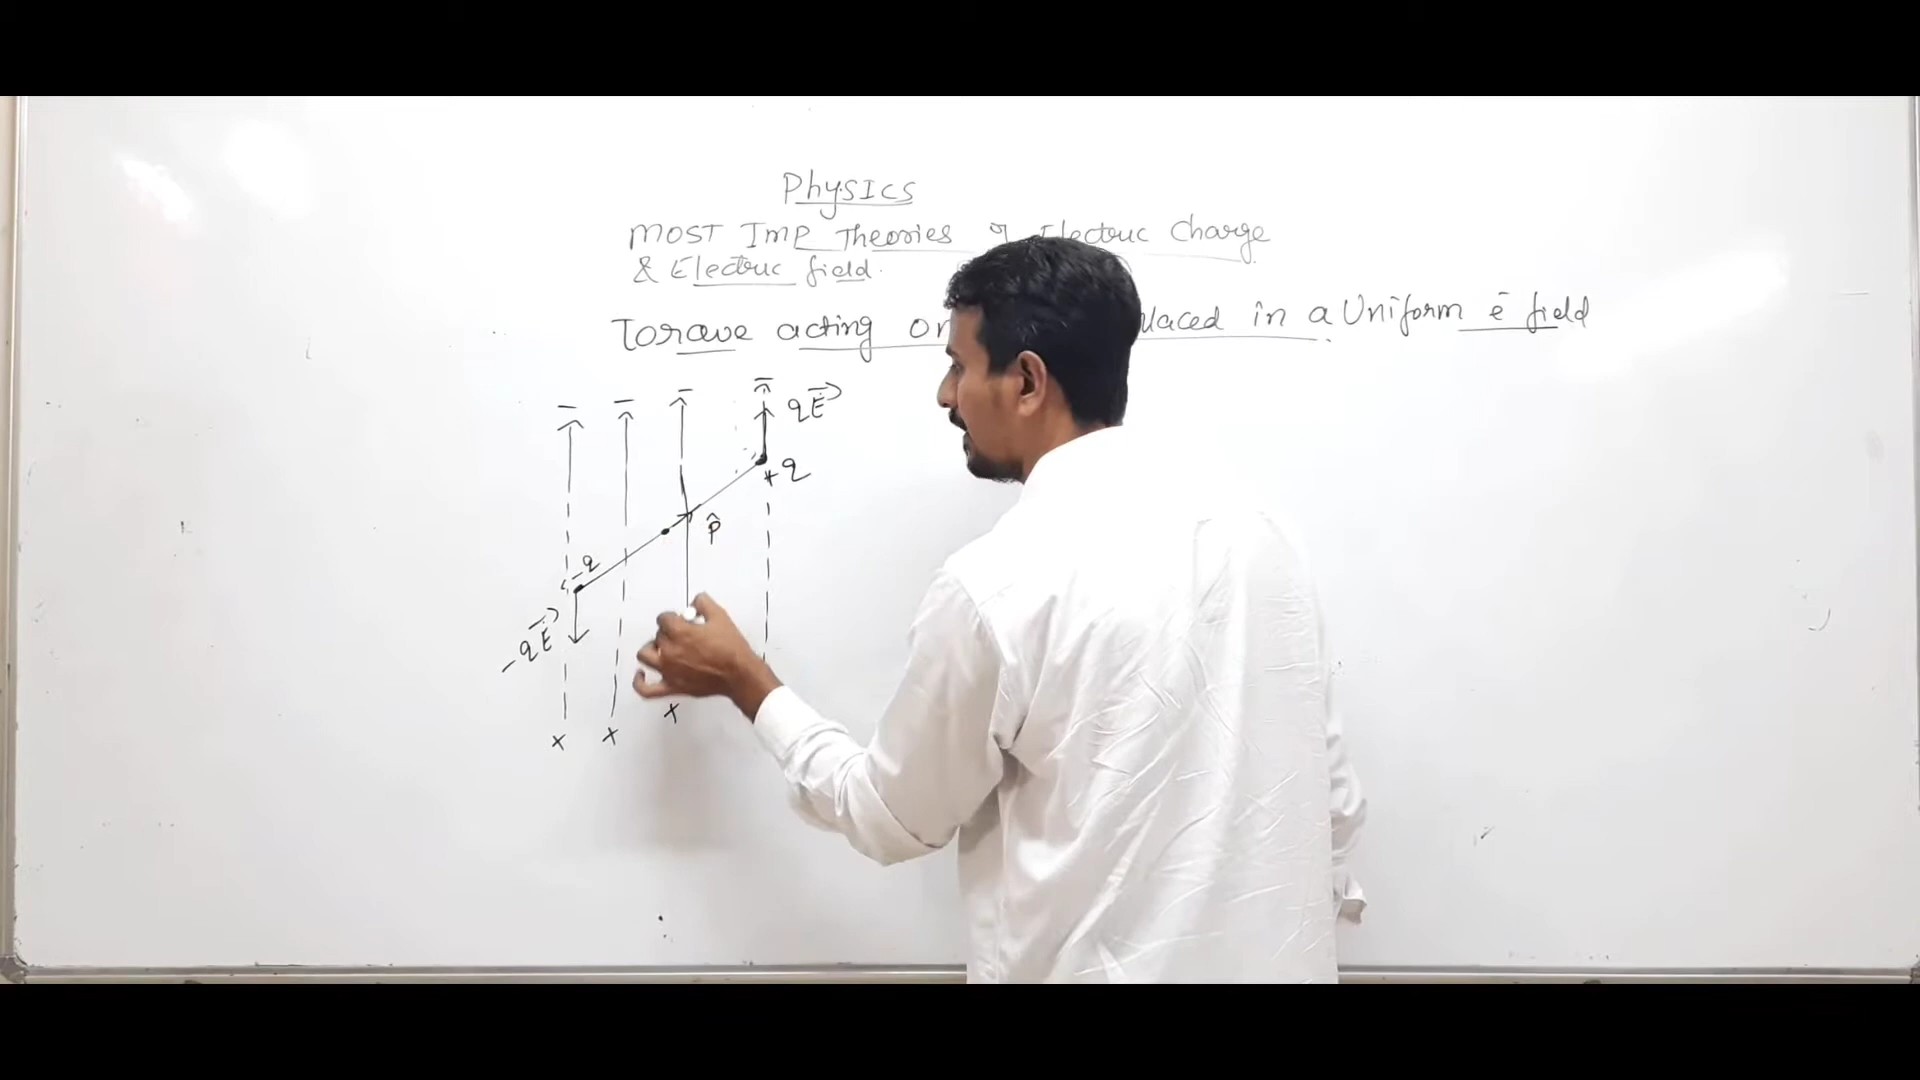 Physics
MOST Imp Theories of Electric Charge
& Electric field.
Torque acting on placed in a Uniform ē field
qE
+q
p̂
-q
-qE
x x x